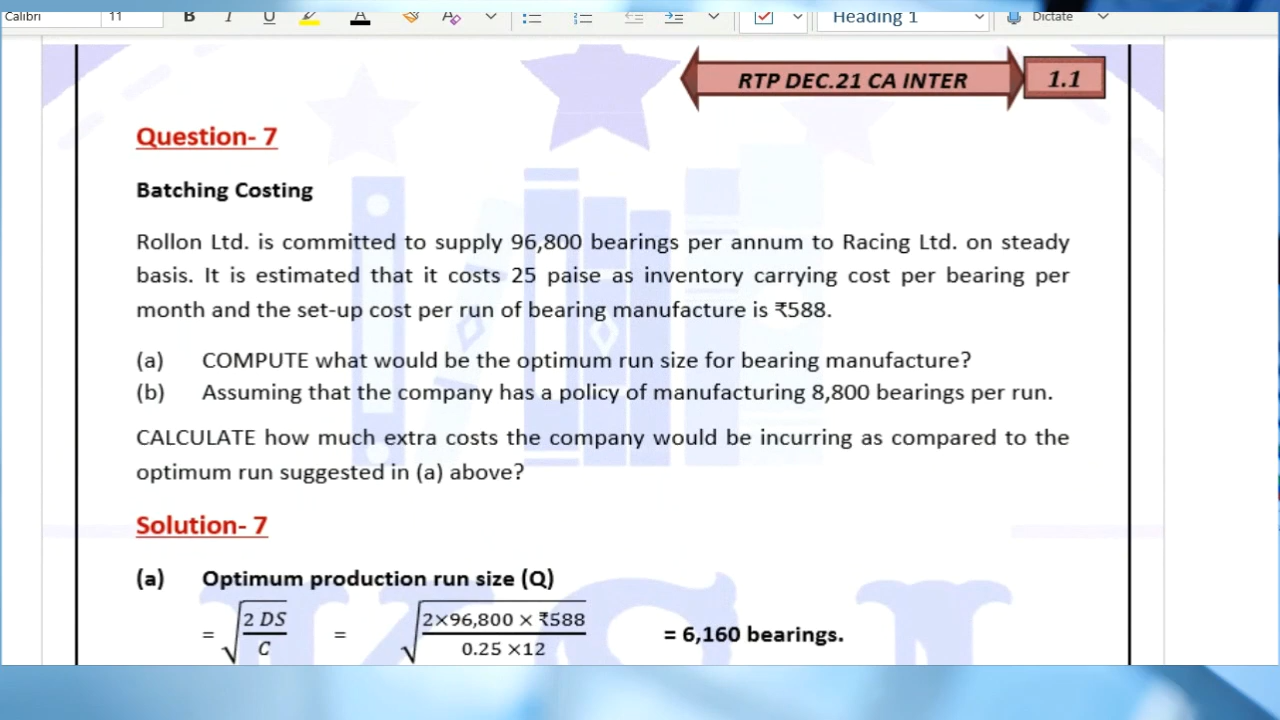 Calibri 11 B I U A A Heading 1 Dictate
RTP DEC.21 CA INTER 1.1
Question- 7
Batching Costing
Rollon Ltd. is committed to supply 96,800 bearings per annum to Racing Ltd. on steady
basis. It is estimated that it costs 25 paise as inventory carrying cost per bearing per
month and the set-up cost per run of bearing manufacture is ₹588.
(a) COMPUTE what would be the optimum run size for bearing manufacture?
(b) Assuming that the company has a policy of manufacturing 8,800 bearings per run.
CALCULATE how much extra costs the company would be incurring as compared to the
optimum run suggested in (a) above?
Solution- 7
(a) Optimum production run size (Q)
= √(2 DS / C) = √(2×96,800 × ₹588 / 0.25 ×12) = 6,160 bearings.